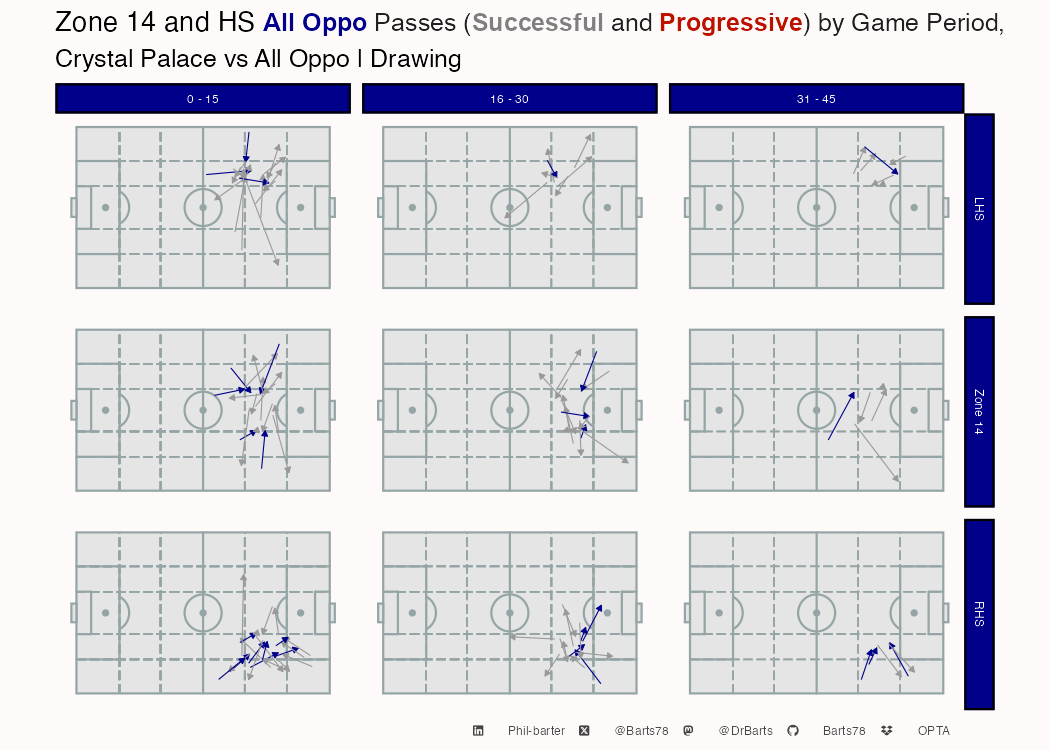 Zone 14 and HS All Oppo Passes (Successful and Progressive) by Game Period,
Crystal Palace vs All Oppo | Drawing
0 - 15
16 - 30
31 - 45
LHS
Zone 14
RHS
Phil-barter @Barts78 @DrBarts Barts78 OPTA